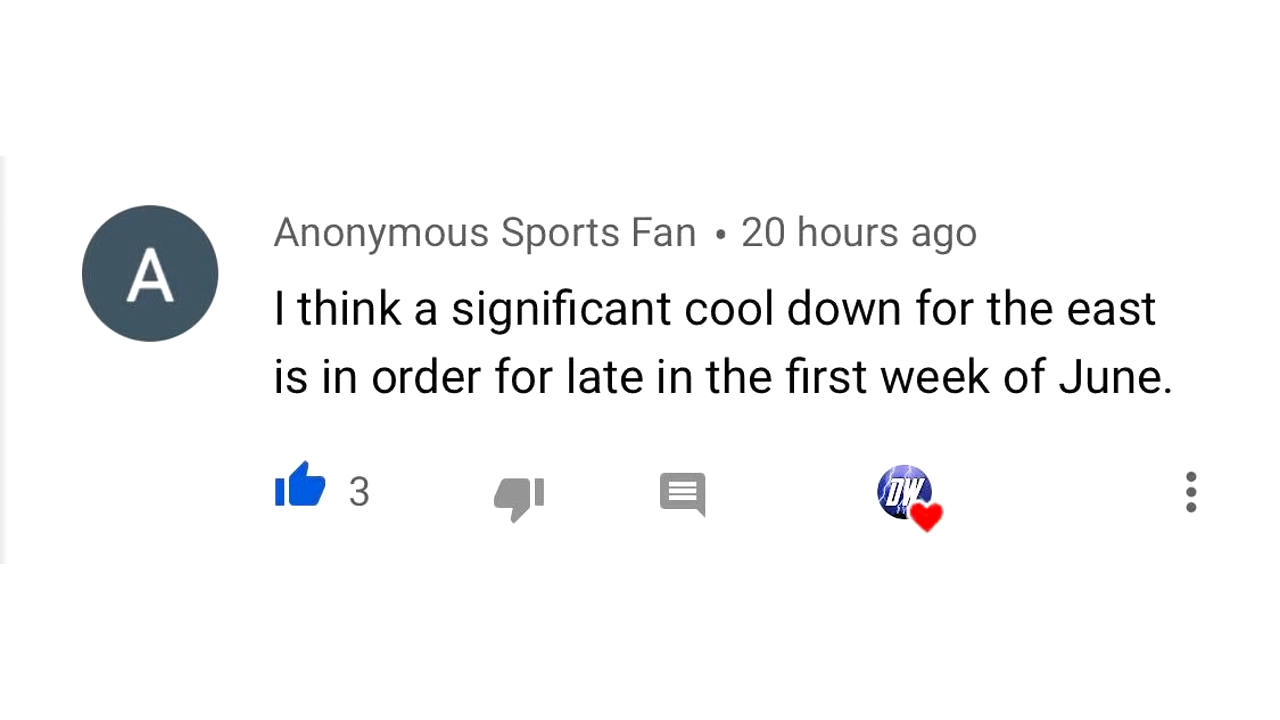 A
Anonymous Sports Fan • 20 hours ago
I think a significant cool down for the east
is in order for late in the first week of June.
3
DW